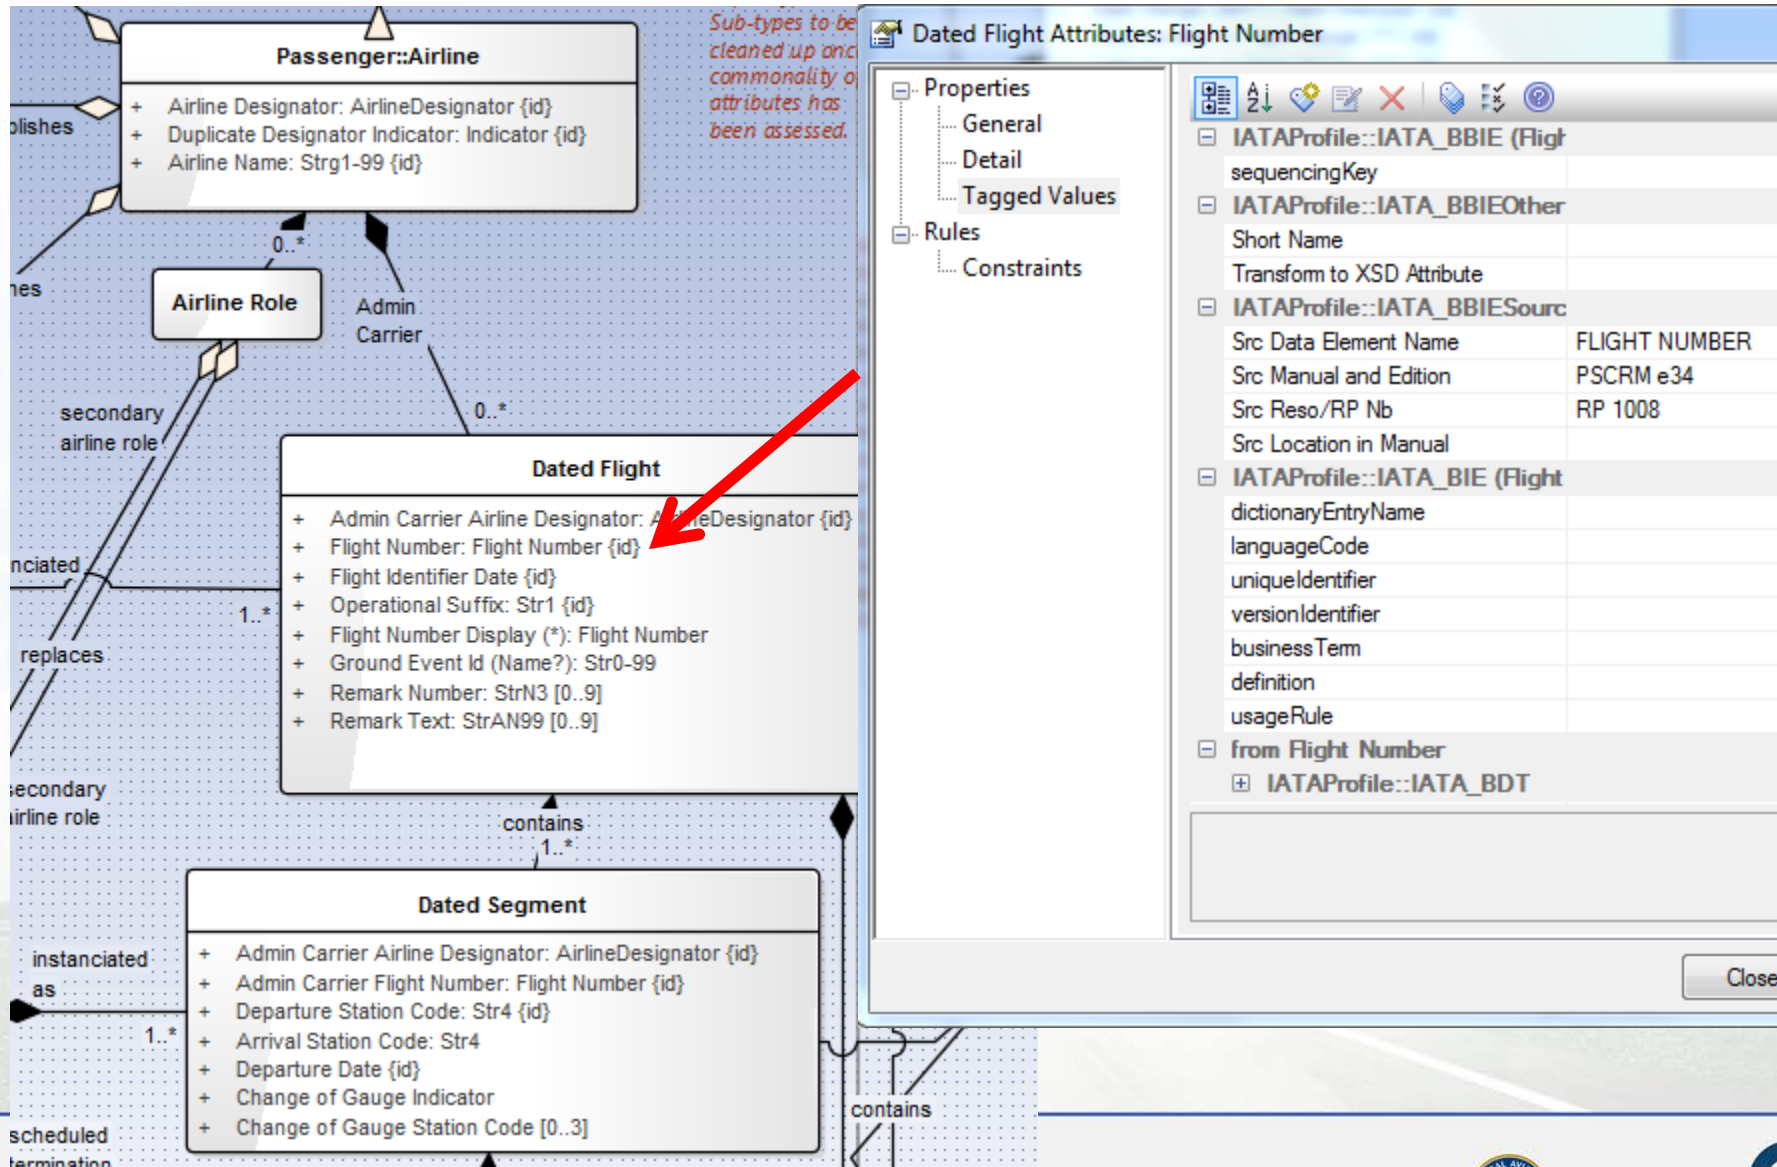 Sub-types to be
cleaned up onc
commonality o
attributes has
been assessed.
Passenger::Airline
+ Airline Designator: AirlineDesignator {id}
+ Duplicate Designator Indicator: Indicator {id}
+ Airline Name: Strg1-99 {id}
blishes
nes
0..*
Airline Role
Admin
Carrier
secondary
airline role
0..*
Dated Flight
+ Admin Carrier Airline Designator: AirlineDesignator {id}
+ Flight Number: Flight Number {id}
+ Flight Identifier Date {id}
+ Operational Suffix: Str1 {id}
+ Flight Number Display (*): Flight Number
+ Ground Event Id (Name?): Str0-99
+ Remark Number: StrN3 [0..9]
+ Remark Text: StrAN99 [0..9]
nciated
1..*
replaces
secondary
airline role
contains
1..*
Dated Segment
+ Admin Carrier Airline Designator: AirlineDesignator {id}
+ Admin Carrier Flight Number: Flight Number {id}
+ Departure Station Code: Str4 {id}
+ Arrival Station Code: Str4
+ Departure Date {id}
+ Change of Gauge Indicator
+ Change of Gauge Station Code [0..3]
instanciated
as
1..*
scheduled
termination
contains
Dated Flight Attributes: Flight Number
Properties
General
Detail
Tagged Values
Rules
Constraints
IATAProfile::IATA_BBIE (Fligh
sequencingKey
IATAProfile::IATA_BBIEOther
Short Name
Transform to XSD Attribute
IATAProfile::IATA_BBIESourc
Src Data Element Name FLIGHT NUMBER
Src Manual and Edition PSCRM e34
Src Reso/RP Nb RP 1008
Src Location in Manual
IATAProfile::IATA_BIE (Flight
dictionaryEntryName
languageCode
uniqueIdentifier
versionIdentifier
businessTerm
definition
usageRule
from Flight Number
IATAProfile::IATA_BDT
Close